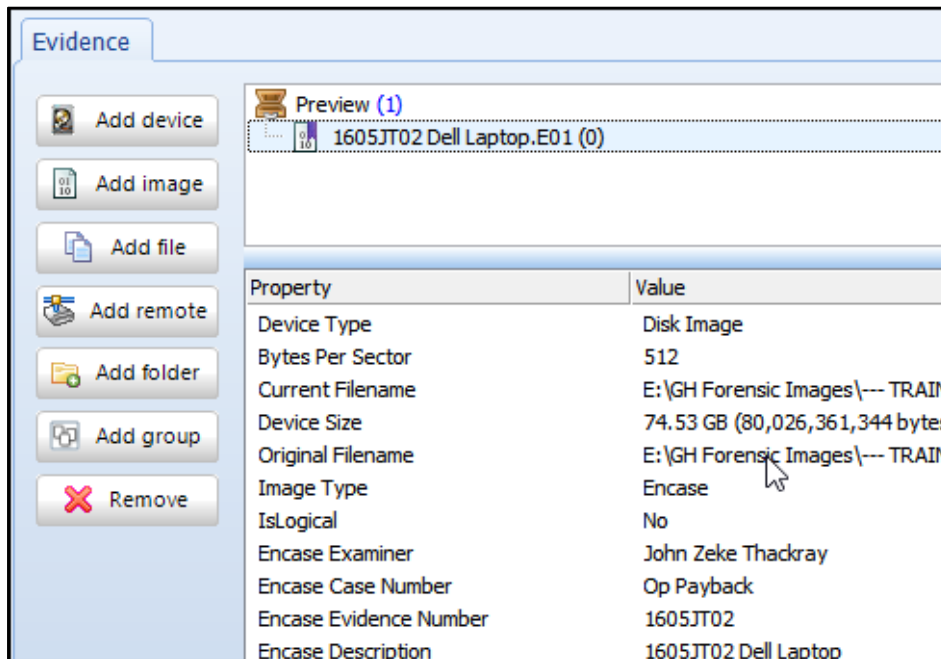 Evidence
Add device
Add image
Add file
Add remote
Add folder
Add group
Remove
Preview (1)
1605JT02 Dell Laptop.E01 (0)
Property Value
Device Type Disk Image
Bytes Per Sector 512
Current Filename E:\GH Forensic Images\--- TRAIN
Device Size 74.53 GB (80,026,361,344 bytes
Original Filename E:\GH Forensic Images\--- TRAIN
Image Type Encase
IsLogical No
Encase Examiner John Zeke Thackray
Encase Case Number Op Payback
Encase Evidence Number 1605JT02
Encase Description 1605JT02 Dell Laptop